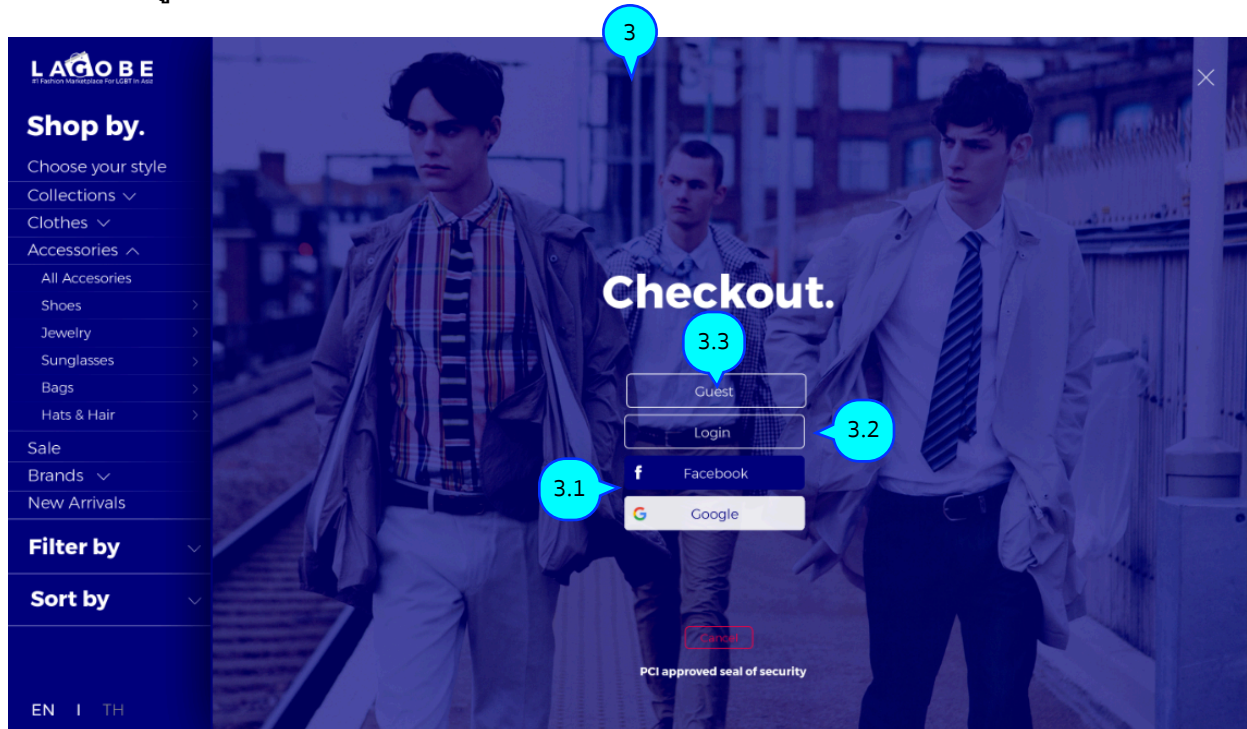 3
LAGOBE
#1 Fashion Marketplace For LGBT in Asia
Shop by.
Choose your style
Collections
Clothes
Accessories
All Accesories
Shoes
Jewelry
Sunglasses
Bags
Hats & Hair
Sale
Brands
New Arrivals
Filter by
Sort by
EN I TH
Checkout.
3.3
Guest
Login
3.2
3.1
f Facebook
G Google
Cancel
PCI approved seal of security